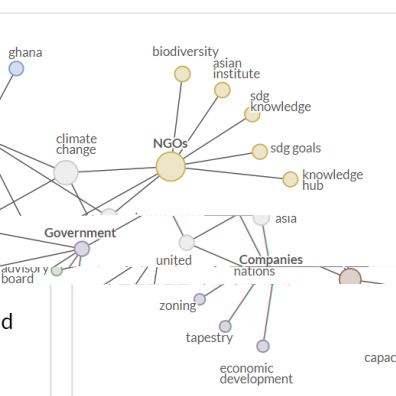 ghana
biodiversity
asian
institute
sdg
knowledge
climate
change
NGOs
sdg goals
knowledge
hub
asia
Government
united
nations
Companies
advisory
board
zoning
d
tapestry
capac
economic
development